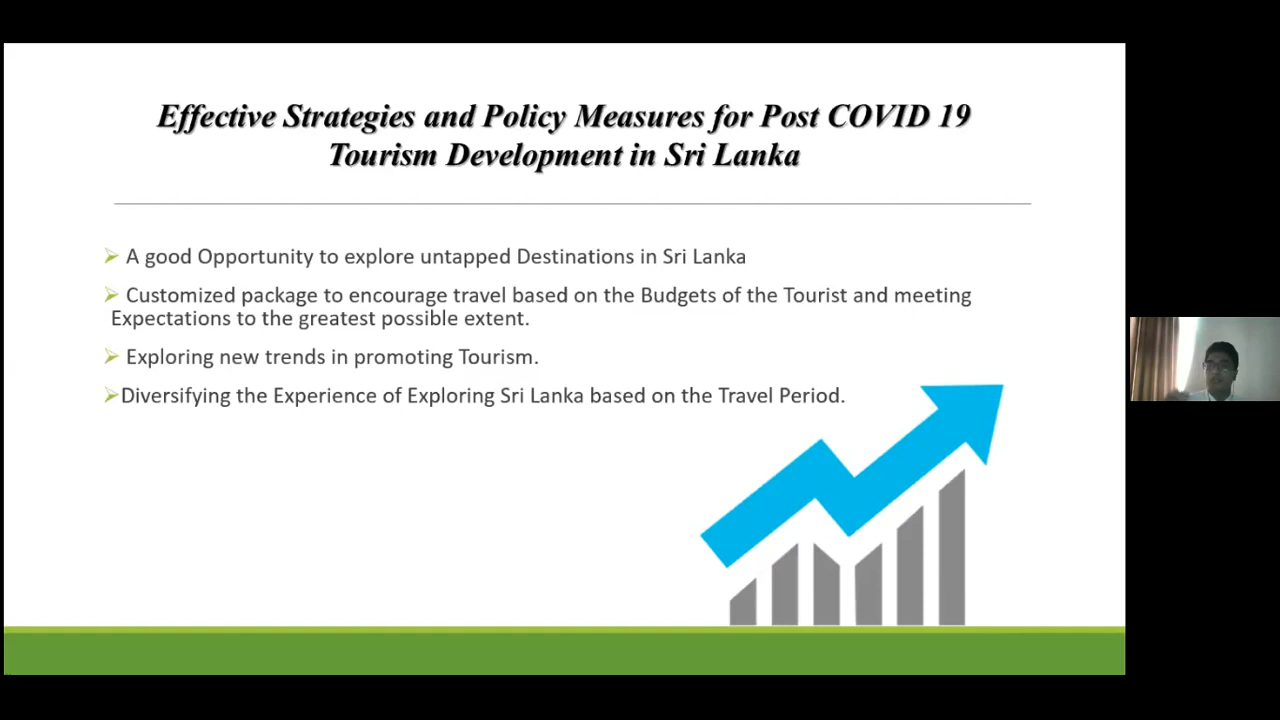 Effective Strategies and Policy Measures for Post COVID 19
Tourism Development in Sri Lanka
A good Opportunity to explore untapped Destinations in Sri Lanka
Customized package to encourage travel based on the Budgets of the Tourist and meeting
Expectations to the greatest possible extent.
Exploring new trends in promoting Tourism.
Diversifying the Experience of Exploring Sri Lanka based on the Travel Period.